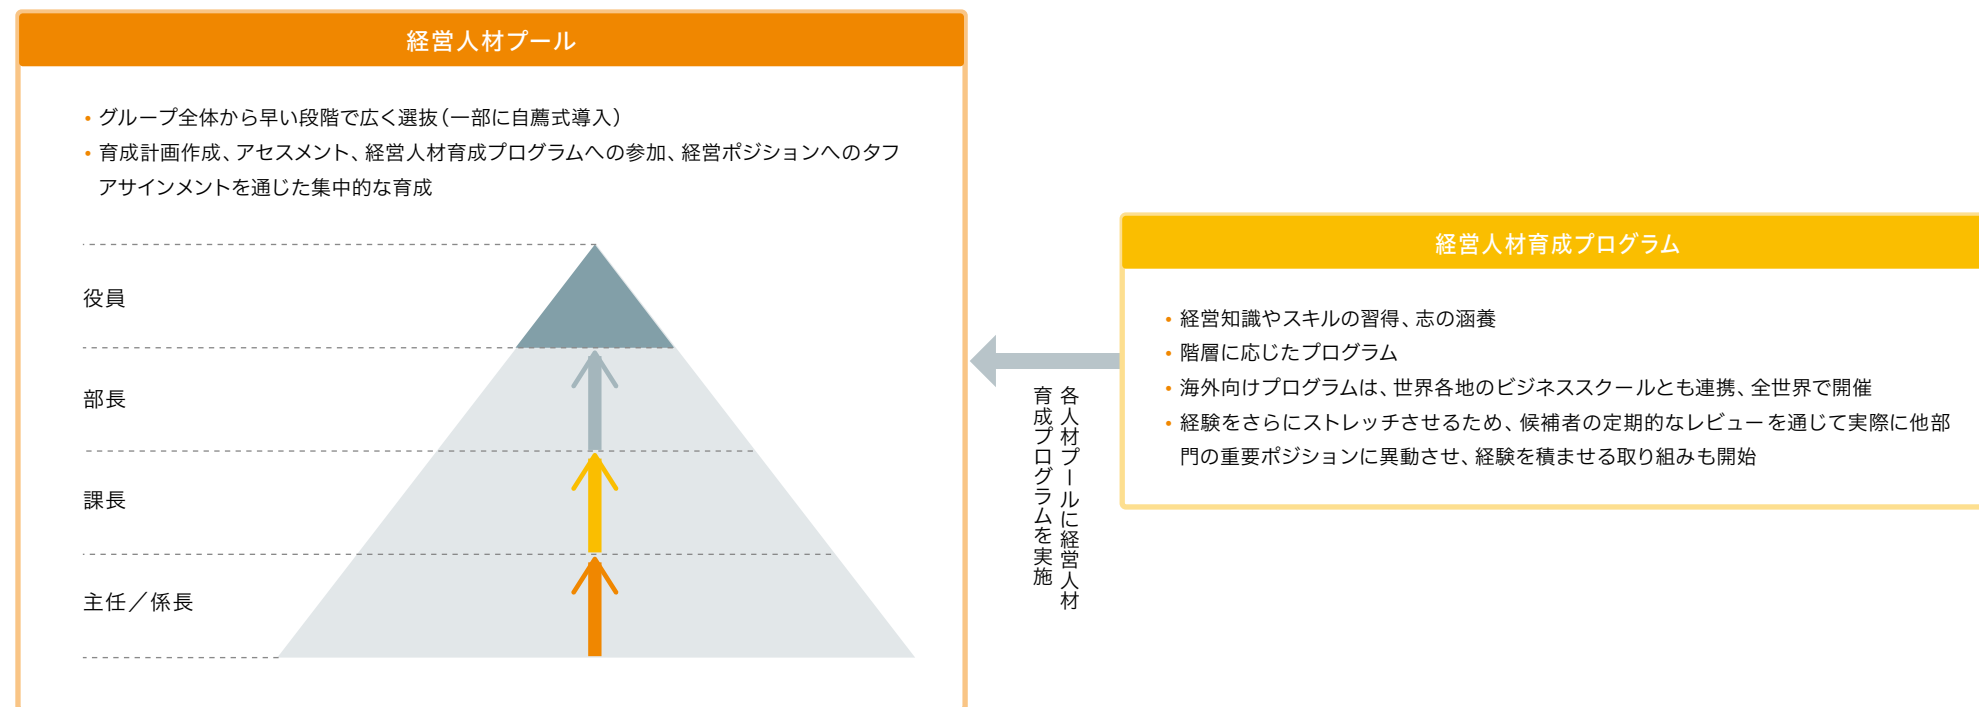 経営人材プール
• グループ全体から早い段階で広く選抜（一部に自薦式導入）
• 育成計画作成、アセスメント、経営人材育成プログラムへの参加、経営ポジションへのタフ
アサインメントを通じた集中的な育成
役員
部長
課長
主任／係長
各人材プールに経営人材
育成プログラムを実施
経営人材育成プログラム
• 経営知識やスキルの習得、志の涵養
• 階層に応じたプログラム
• 海外向けプログラムは、世界各地のビジネススクールとも連携、全世界で開催
• 経験をさらにストレッチさせるため、候補者の定期的なレビューを通じて実際に他部
門の重要ポジションに異動させ、経験を積ませる取り組みも開始